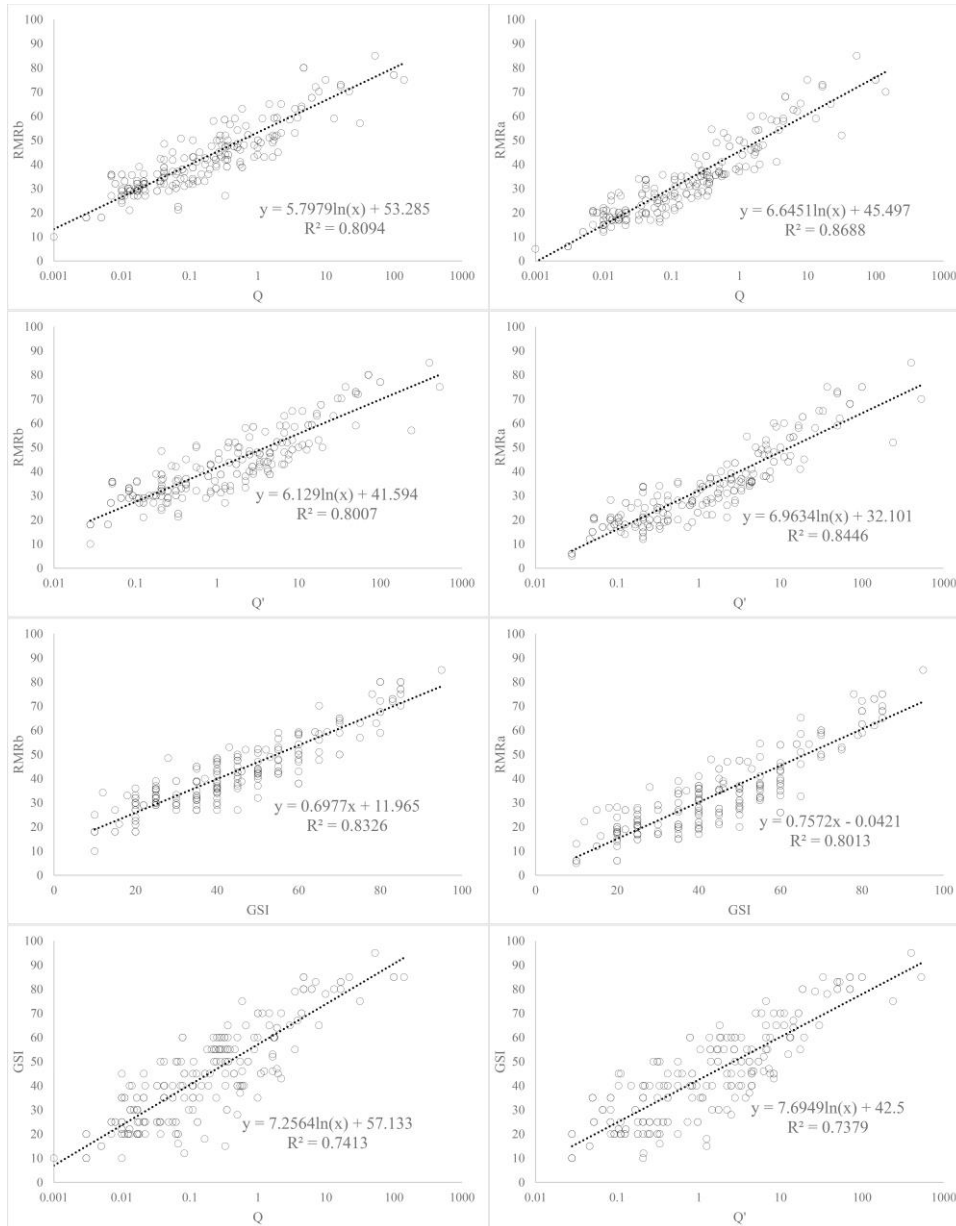 100
90
80
70
60
50
40
30
20
10
0
RMRb
y = 5.7979ln(x) + 53.285
R² = 0.8094
0.001 0.01 0.1 1 10 100 1000
Q
100
90
80
70
60
50
40
30
20
10
0
RMRa
y = 6.6451ln(x) + 45.497
R² = 0.8688
0.001 0.01 0.1 1 10 100 1000
Q
100
90
80
70
60
50
40
30
20
10
0
RMRb
y = 6.129ln(x) + 41.594
R² = 0.8007
0.01 0.1 1 10 100 1000
Q'
100
90
80
70
60
50
40
30
20
10
0
RMRa
y = 6.9634ln(x) + 32.101
R² = 0.8446
0.01 0.1 1 10 100 1000
Q'
100
90
80
70
60
50
40
30
20
10
0
RMRb
y = 0.6977x + 11.965
R² = 0.8326
0 20 40 60 80 100
GSI
100
90
80
70
60
50
40
30
20
10
0
RMRa
y = 0.7572x - 0.0421
R² = 0.8013
0 20 40 60 80 100
GSI
100
90
80
70
60
50
40
30
20
10
0
GSI
y = 7.2564ln(x) + 57.133
R² = 0.7413
0.001 0.01 0.1 1 10 100 1000
Q
100
90
80
70
60
50
40
30
20
10
0
GSI
y = 7.6949ln(x) + 42.5
R² = 0.7379
0.01 0.1 1 10 100 1000
Q'